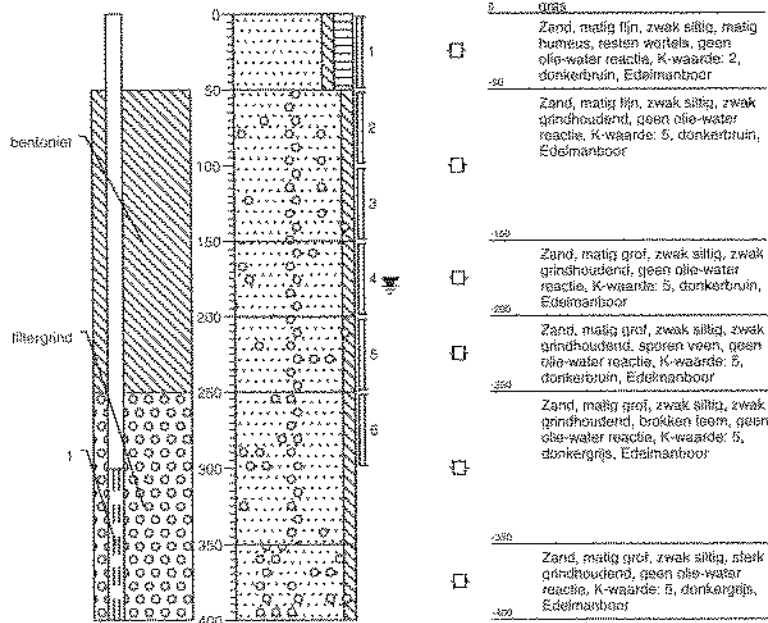 0
0
gras
Zand, matig fijn, zwak siltig, matig
humeus, resten wortels, geen
olie-water reactie, K-waarde: 2,
donkerbruin, Edelmanboor
1
50
-50
Zand, matig fijn, zwak siltig, zwak
grindhoudend, geen olie-water
reactie, K-waarde: 5, donkerbruin,
Edelmanboor
2
bentoniet
100
3
150
-150
Zand, matig grof, zwak siltig, zwak
grindhoudend, geen olie-water
reactie, K-waarde: 5, donkerbruin,
Edelmanboor
4
200
-200
Zand, matig grof, zwak siltig, zwak
grindhoudend, sporen veen, geen
olie-water reactie, K-waarde: 5,
donkerbruin, Edelmanboor
filtergrind
5
250
-250
Zand, matig grof, zwak siltig, zwak
grindhoudend, brokken leem, geen
olie-water reactie, K-waarde: 5,
donkergrijs, Edelmanboor
6
1
300
350
-350
Zand, matig grof, zwak siltig, sterk
grindhoudend, geen olie-water
reactie, K-waarde: 5, donkergrijs,
Edelmanboor
400
-400